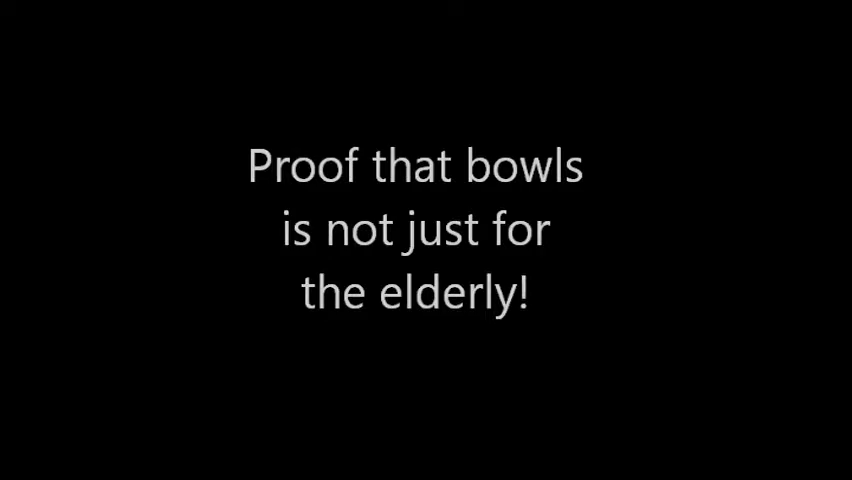 Proof that bowls
is not just for
the elderly!